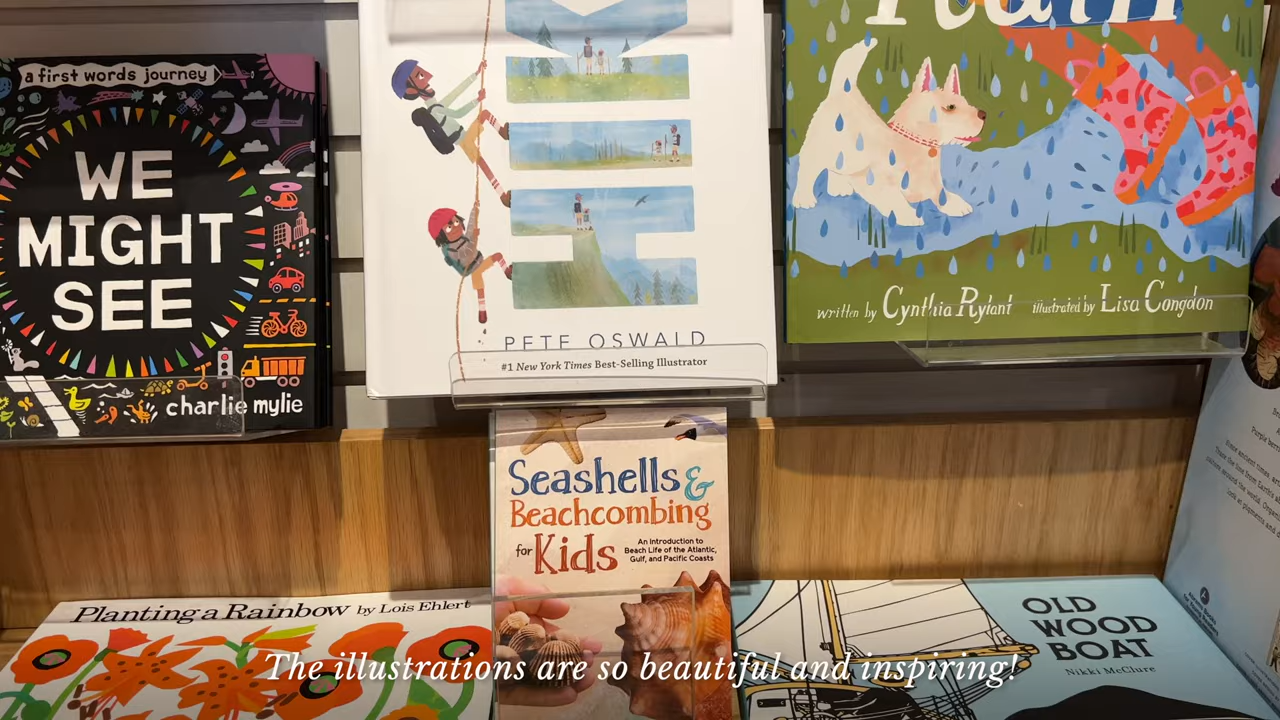 a first words journey
WE
MIGHT
SEE
charlie mylie
HIK
PETE OSWALD
#1 New York Times Best-Selling Illustrator
Rain
written by Cynthia Rylant illustrated by Lisa Congdon
Seashells &
Beachcombing
for Kids
An Introduction to
Beach Life of the Atlantic,
Gulf, and Pacific Coasts
Planting a Rainbow by Lois Ehlert
OLD
WOOD
BOAT
Nikki McClure
The illustrations are so beautiful and inspiring!